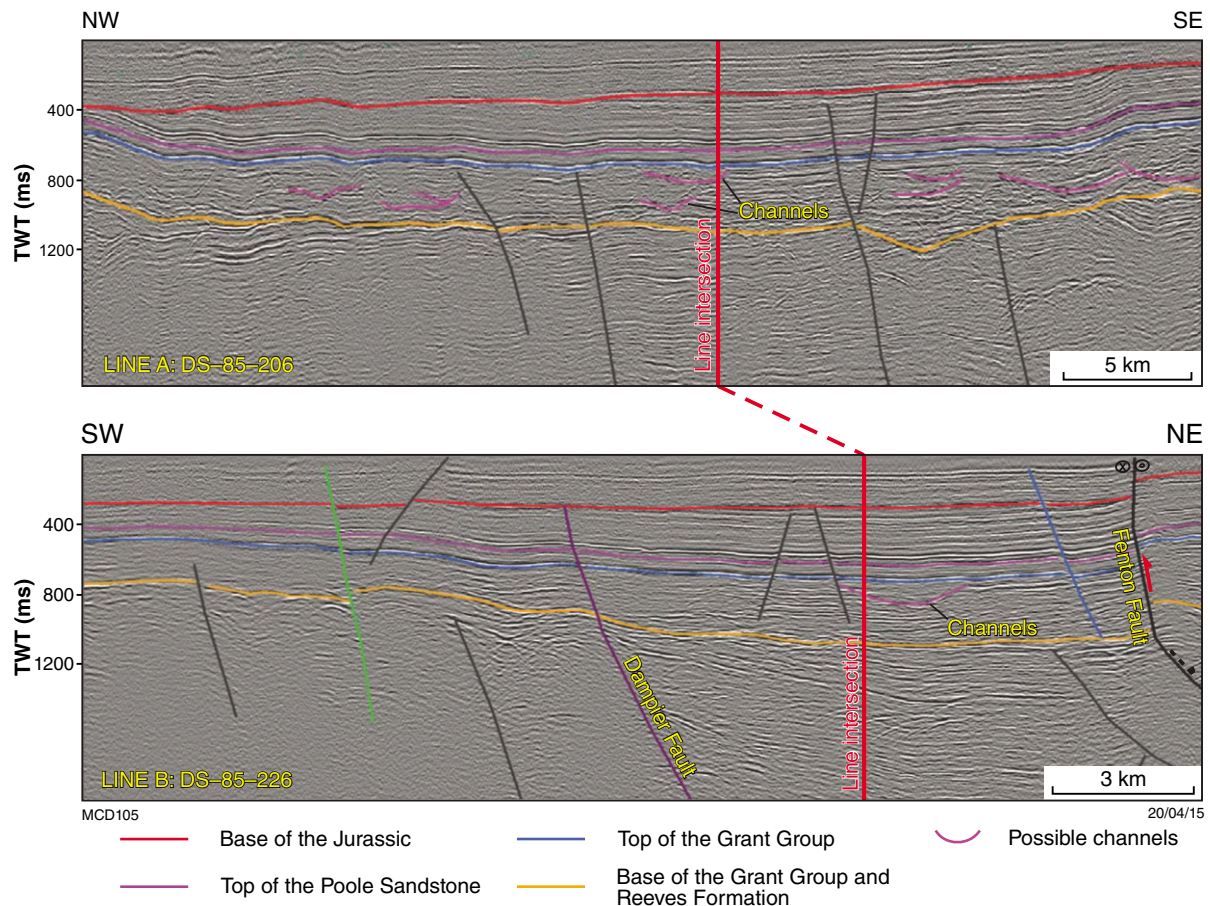 NW
SE
TWT (ms)
400
800
1200
Channels
Line intersection
LINE A: DS–85–206
5 km
SW
NE
TWT (ms)
400
800
1200
Fenton Fault
Channels
Dampier Fault
Line intersection
LINE B: DS–85–226
3 km
MCD105
20/04/15
Base of the Jurassic
Top of the Grant Group
Possible channels
Top of the Poole Sandstone
Base of the Grant Group and
Reeves Formation